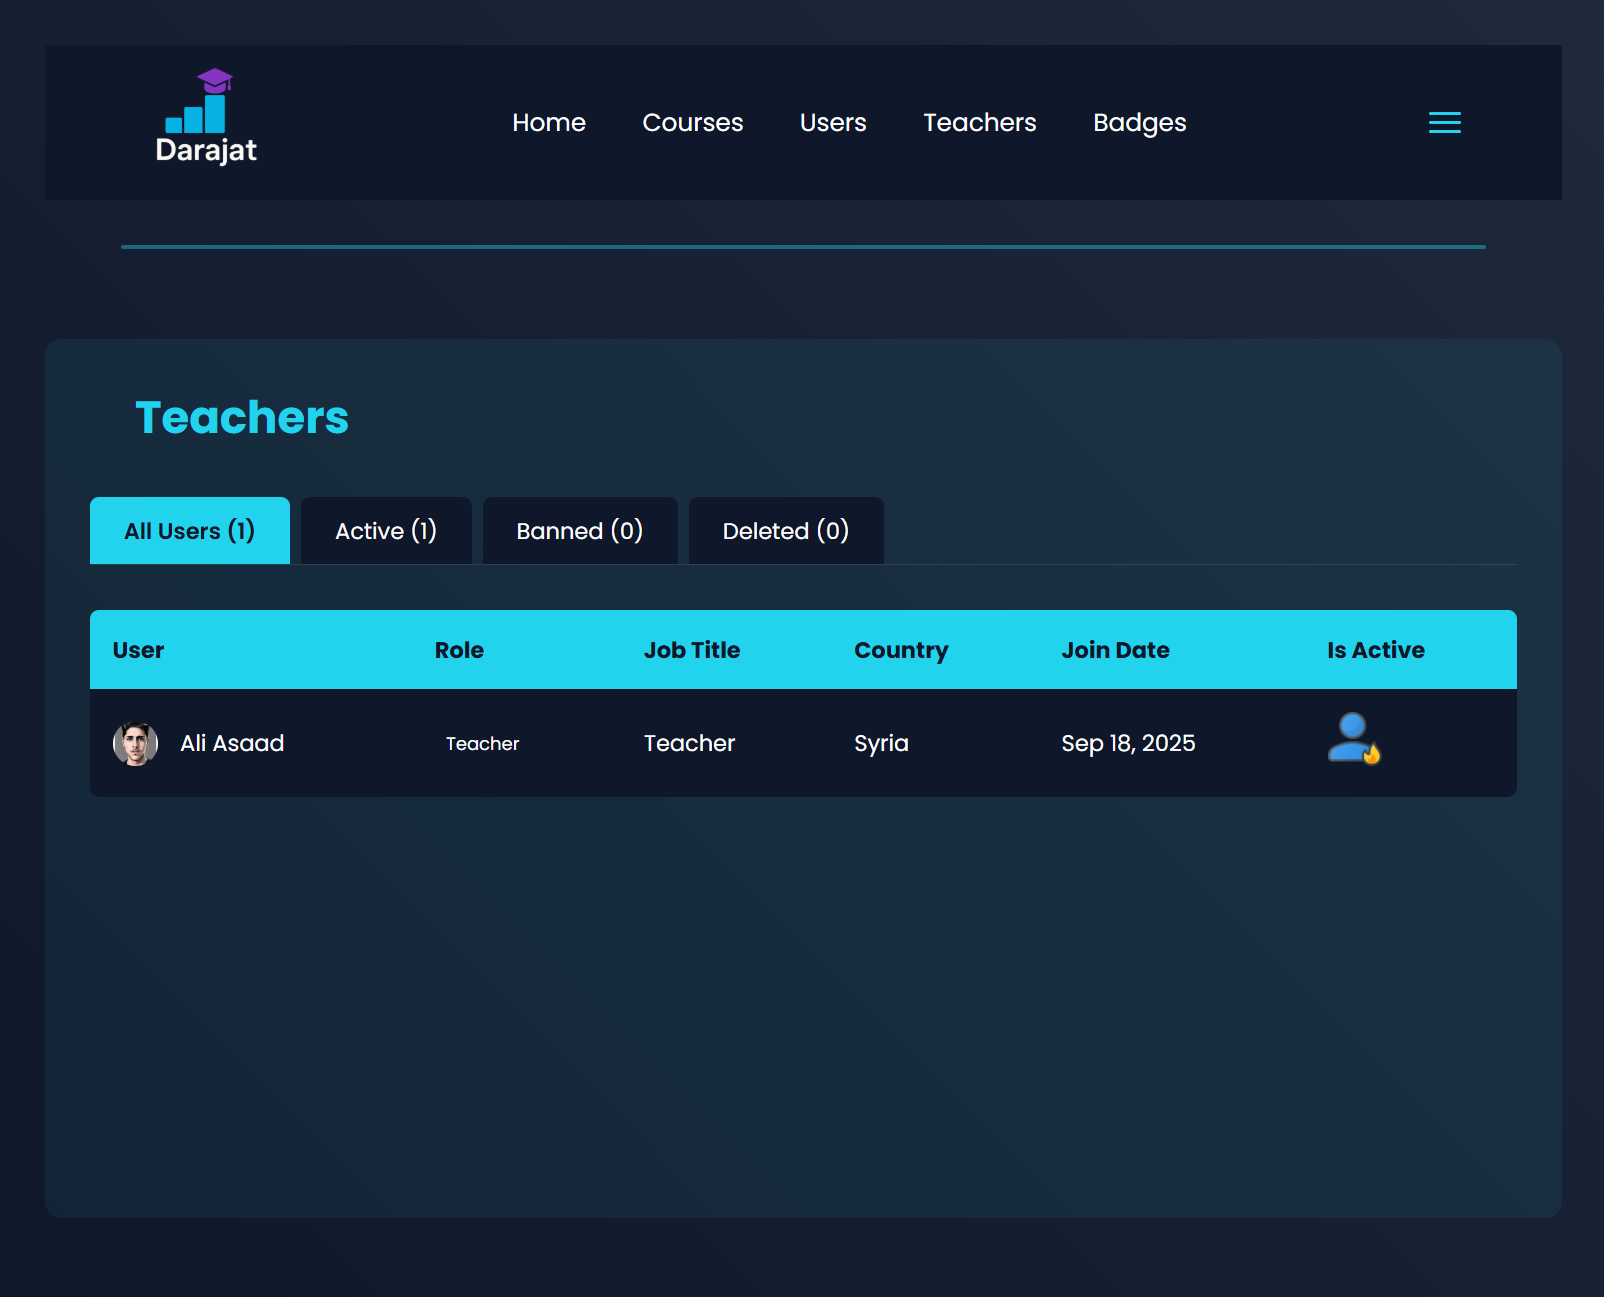 Darajat
Home Courses Users Teachers Badges
Teachers
All Users (1) Active (1) Banned (0) Deleted (0)
User Role Job Title Country Join Date Is Active
Ali Asaad Teacher Teacher Syria Sep 18, 2025